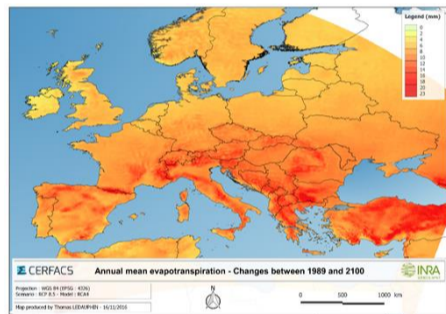 Legend (mm)
0
2
4
6
8
10
12
14
16
18
20
23
CERFACS
Annual mean evapotranspiration - Changes between 1989 and 2100
INRA
Projection : WGS 84 (EPSG : 4326)
Scenario : RCP 8.5 - Model : RCA4
Map produced by Thomas LEDAUPHIN - 16/11/2016
N
0 500 1000 km